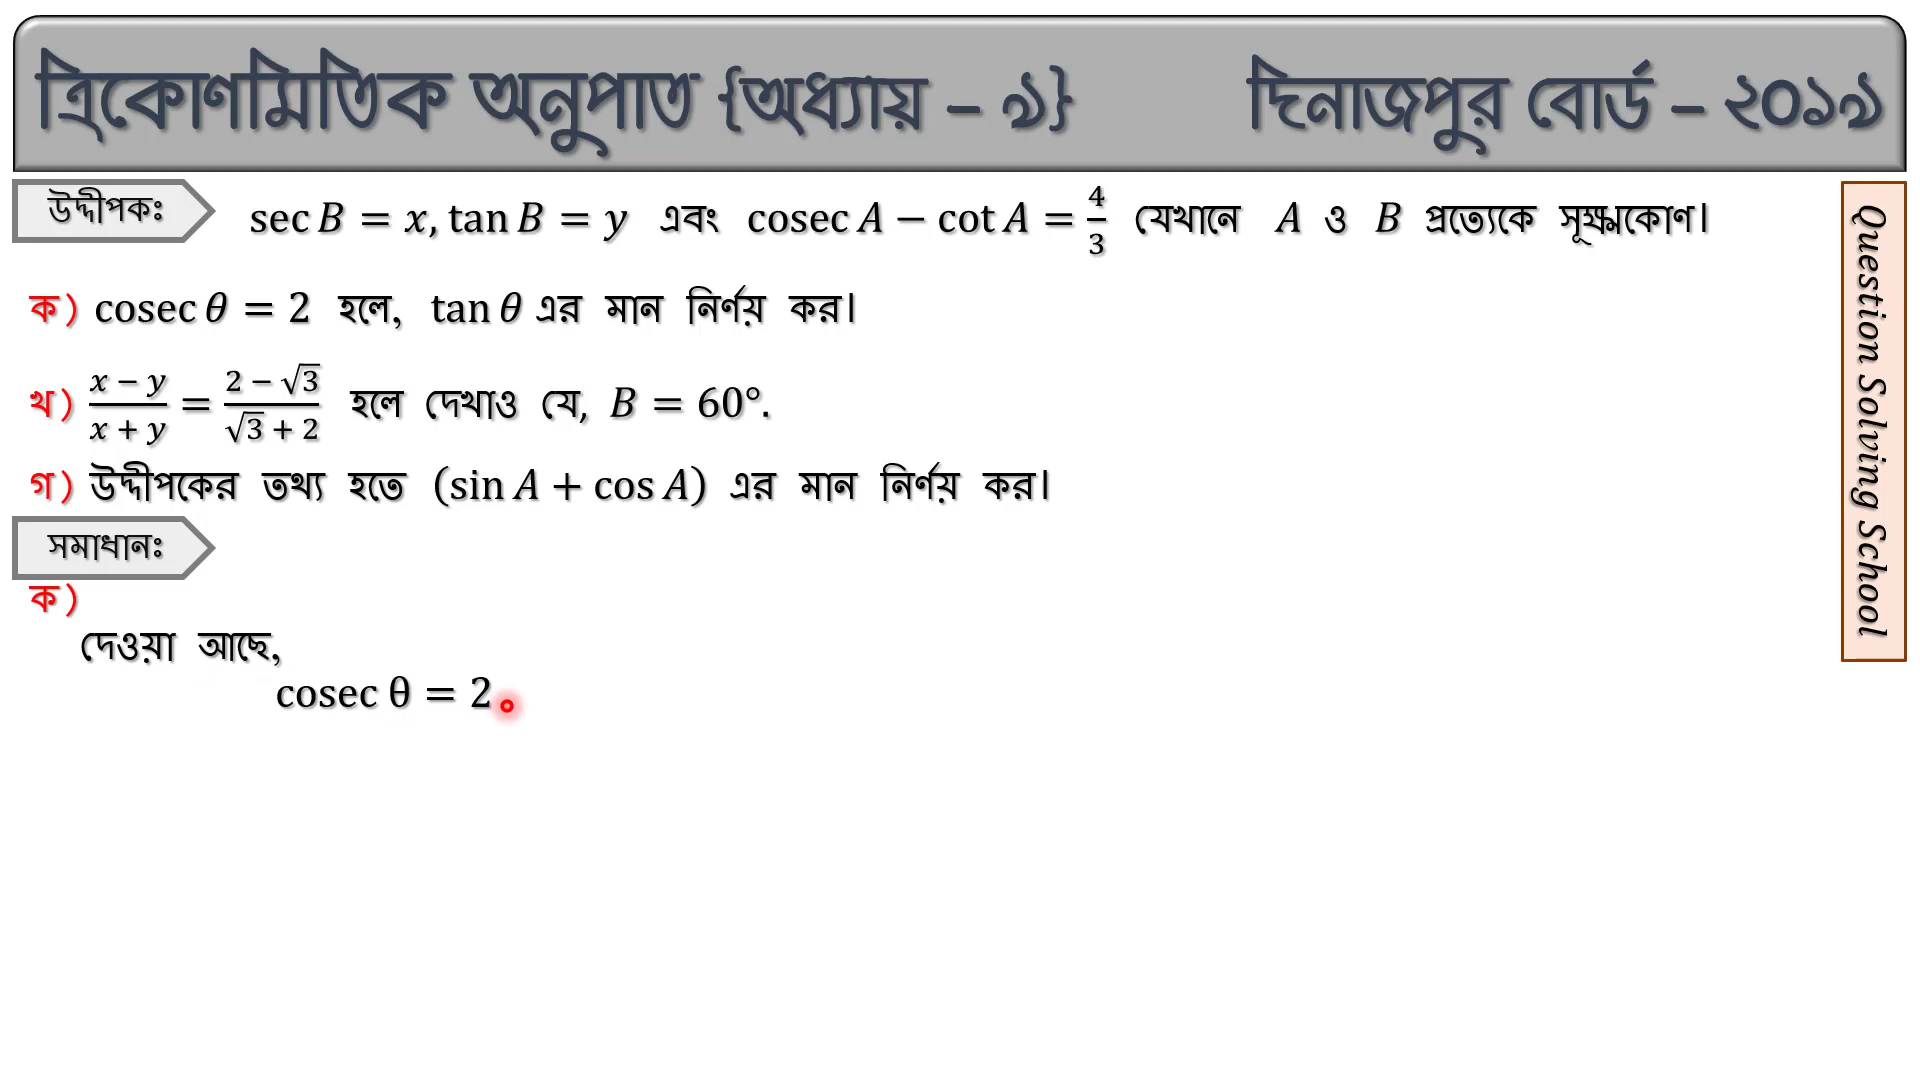 ত্রিকোণমিতিক অনুপাত {অধ্যায় – ৯} দিনাজপুর বোর্ড – ২০১৯
উদ্দীপকঃ sec B = x, tan B = y এবং cosec A − cot A = 4/3 যেখানে A ও B প্রত্যেকে সূক্ষ্মকোণ।
ক) cosec θ = 2 হলে, tan θ এর মান নির্ণয় কর।
খ) (x − y)/(x + y) = (2 − √3)/(√3 + 2) হলে দেখাও যে, B = 60°.
গ) উদ্দীপকের তথ্য হতে (sin A + cos A) এর মান নির্ণয় কর।
সমাধানঃ
ক)
দেওয়া আছে,
cosec θ = 2
Question Solving School